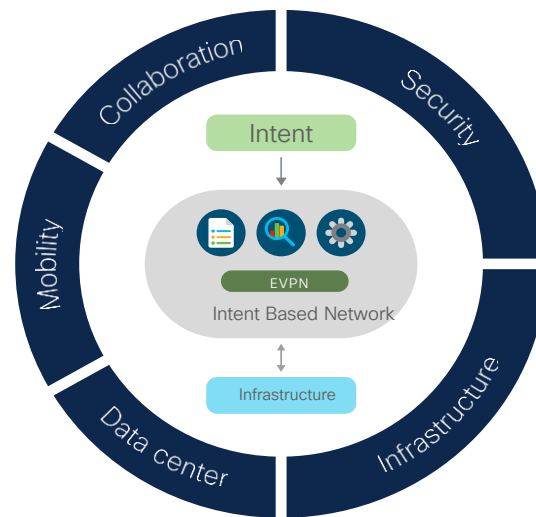 Collaboration
Security
Intent
Mobility
EVPN
Intent Based Network
Infrastructure
Data center
Infrastructure